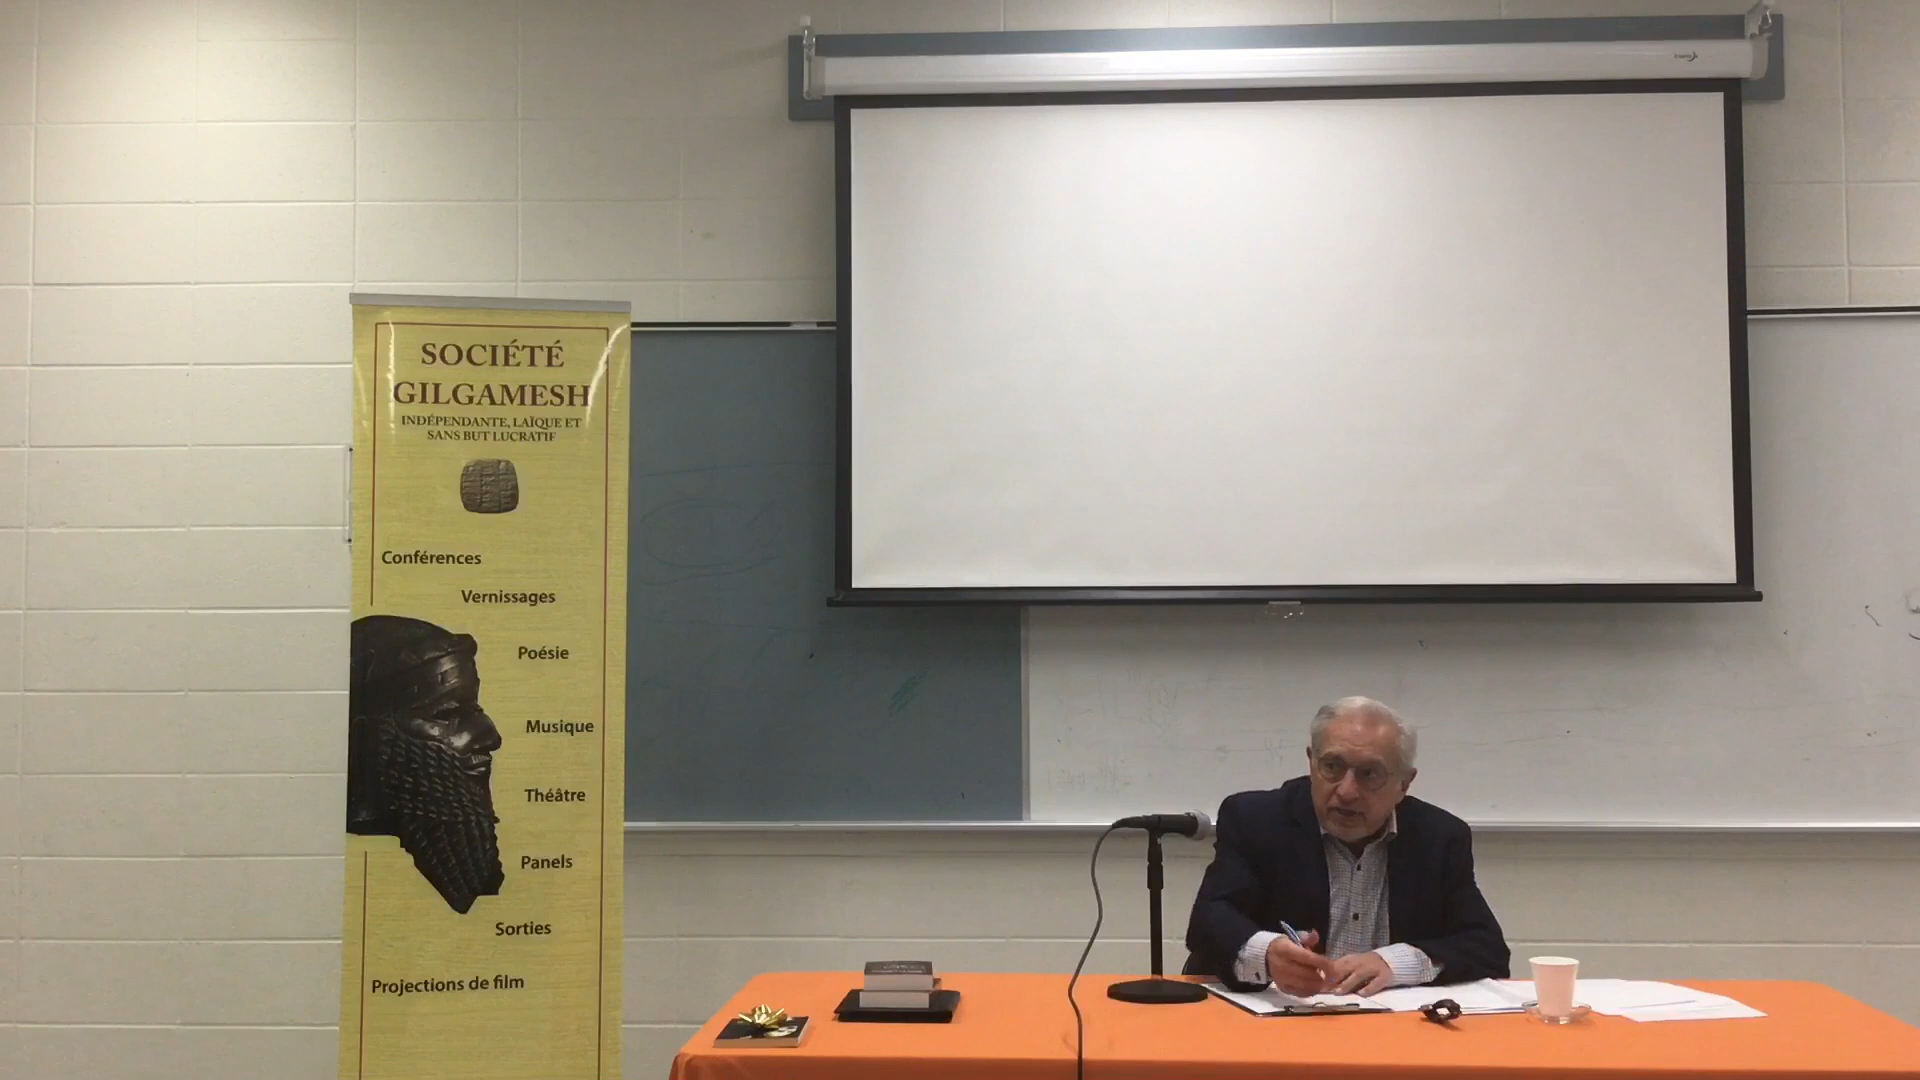 SOCIÉTÉ
GILGAMESH
INDÉPENDANTE, LAÏQUE ET
SANS BUT LUCRATIF
Conférences
Vernissages
Poésie
Musique
Théâtre
Panels
Sorties
Projections de film